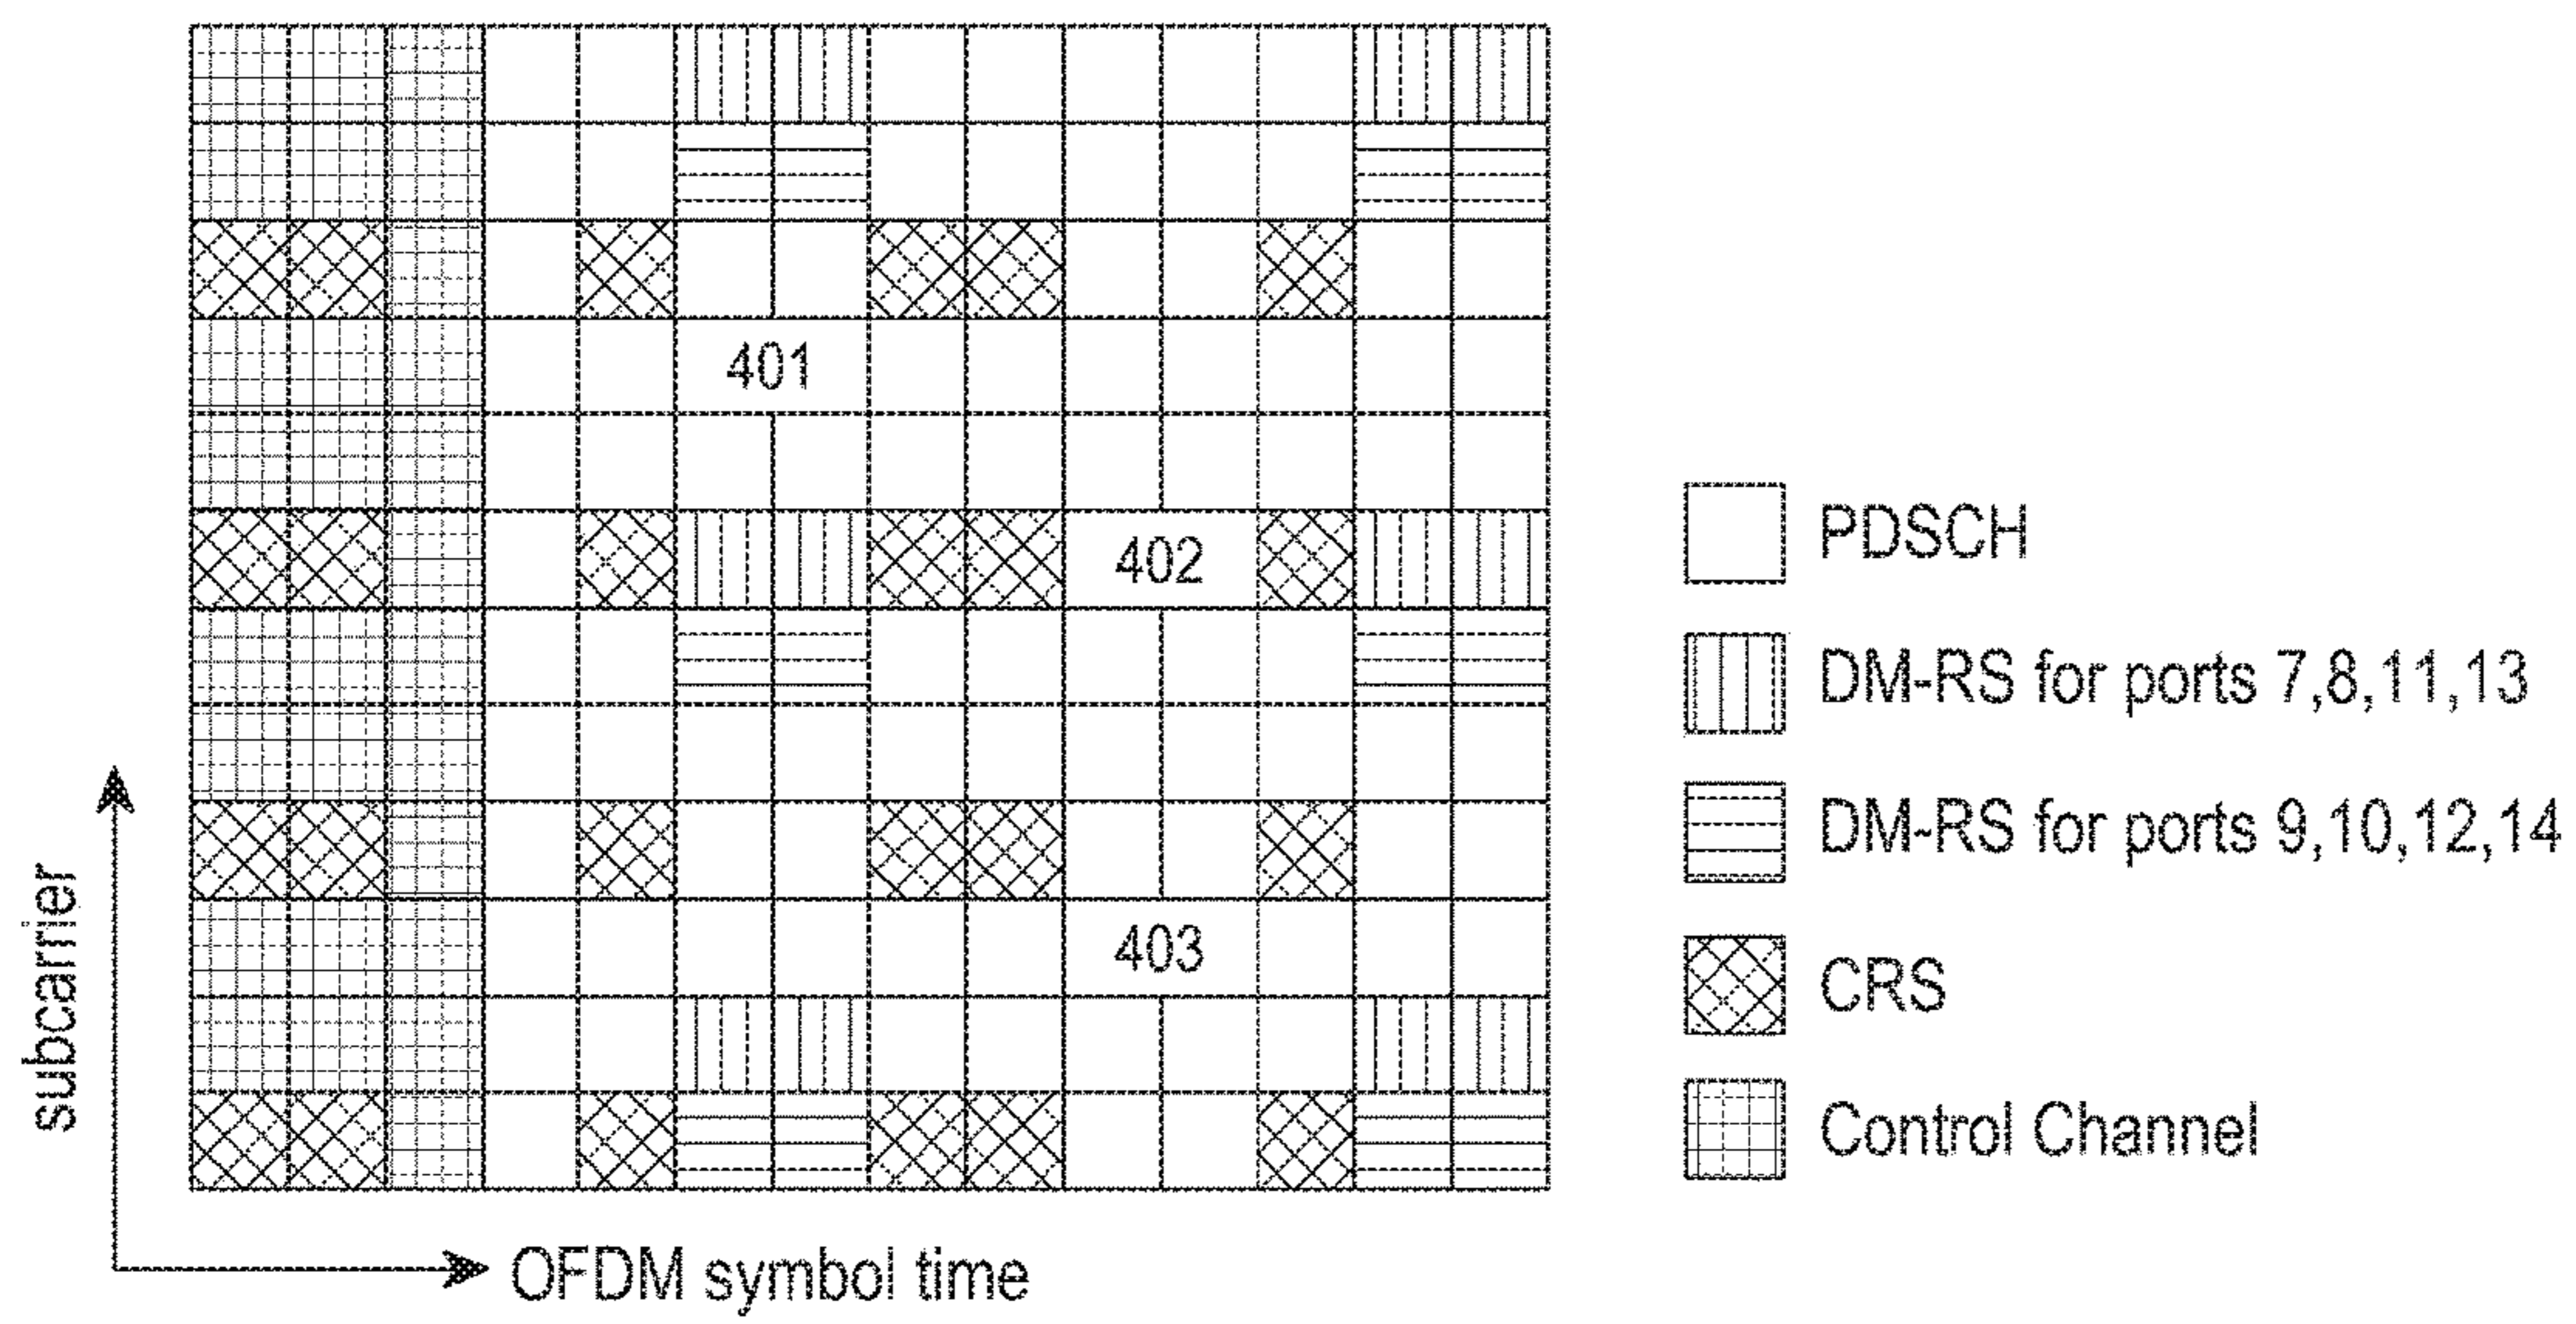 401
402
403
subcarrier
OFDM symbol time
PDSCH
DM-RS for ports 7,8,11,13
DM-RS for ports 9,10,12,14
CRS
Control Channel